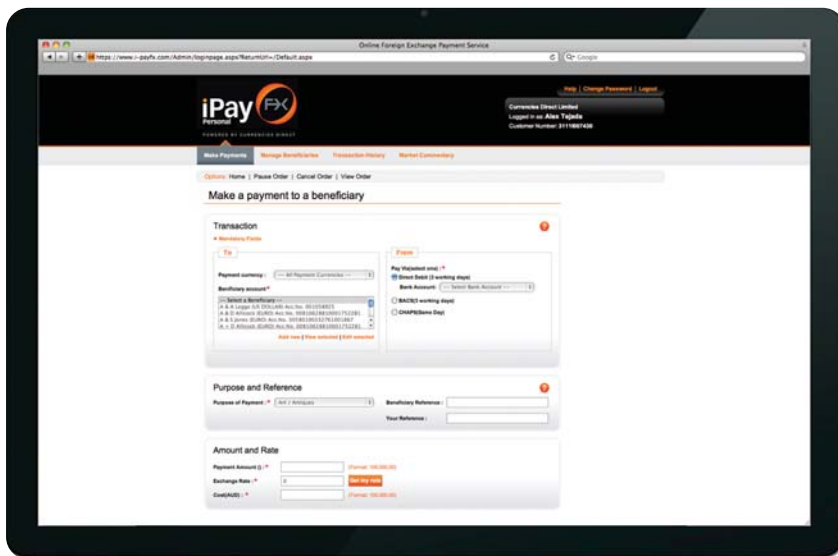 Online Foreign Exchange Payment Service
https://www.i-payfx.com/Admin/loginpage.aspx?ReturnUrl=/Default.aspx
Google
Help | Change Password | Logout
iPay FX
Personal
POWERED BY CURRENCIES DIRECT
Currencies Direct Limited
Logged in as: Alex Tejada
Customer Number:
Make Payments Manage Beneficiaries Transaction History Market Commentary
Options: Home | Pause Order | Cancel Order | View Order
Make a payment to a beneficiary
Transaction
* Mandatory Fields
To
From
Payment currency : --- All Payment Currencies ---
Pay Via(select one) : *
Direct Debit (3 working days)
Bank Account: --- Select Bank Account ---
Beneficiary account*
--- Select a Beneficiary ---
BACS(3 working days)
CHAPS(Same Day)
Add new | View selected | Edit selected
Purpose and Reference
Purpose of Payment : * Art / Antiques
Beneficiary Reference :
Your Reference :
Amount and Rate
Payment Amount () : * (Format: 100,000.00)
Exchange Rate : * 0 Get my rate
Cost(AUD) : * (Format: 100,000.00)